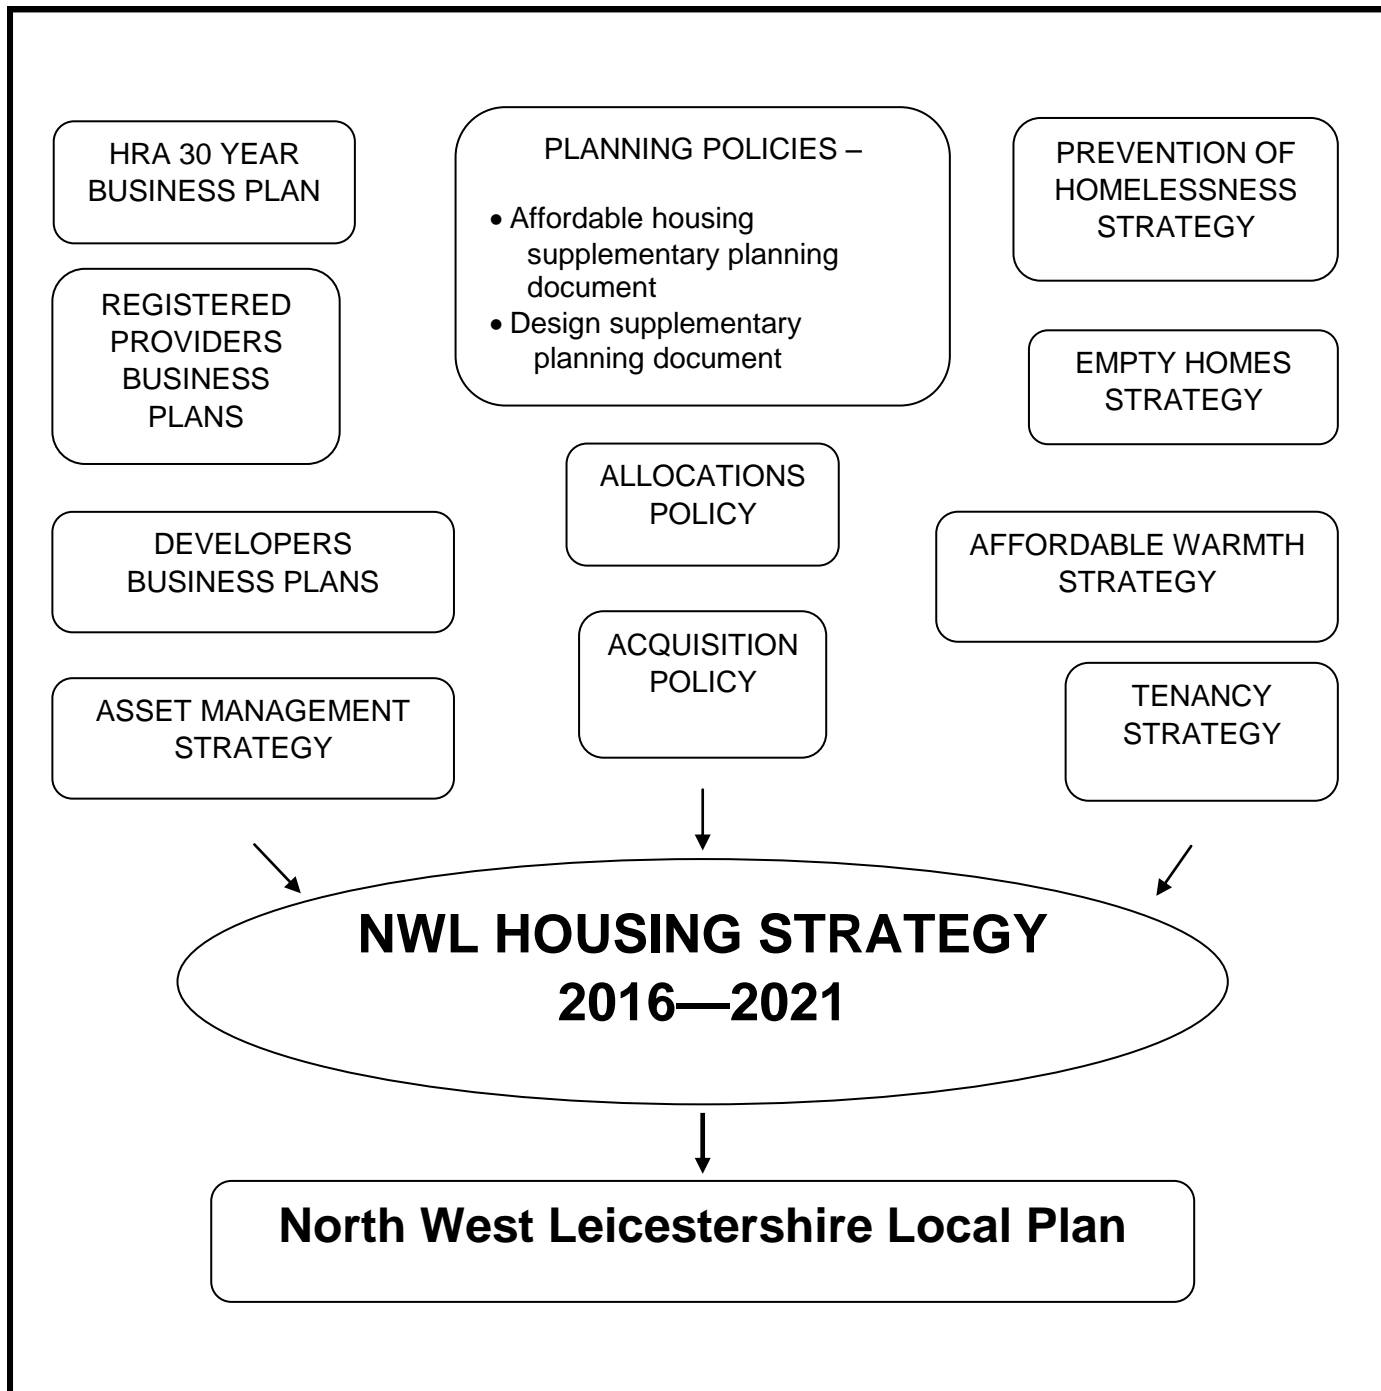 HRA 30 YEAR
BUSINESS PLAN
REGISTERED
PROVIDERS
BUSINESS
PLANS
DEVELOPERS
BUSINESS PLANS
ASSET MANAGEMENT
STRATEGY
PLANNING POLICIES –
• Affordable housing
supplementary planning
document
• Design supplementary
planning document
ALLOCATIONS
POLICY
ACQUISITION
POLICY
PREVENTION OF
HOMELESSNESS
STRATEGY
EMPTY HOMES
STRATEGY
AFFORDABLE WARMTH
STRATEGY
TENANCY
STRATEGY
NWL HOUSING STRATEGY
2016—2021
North West Leicestershire Local Plan